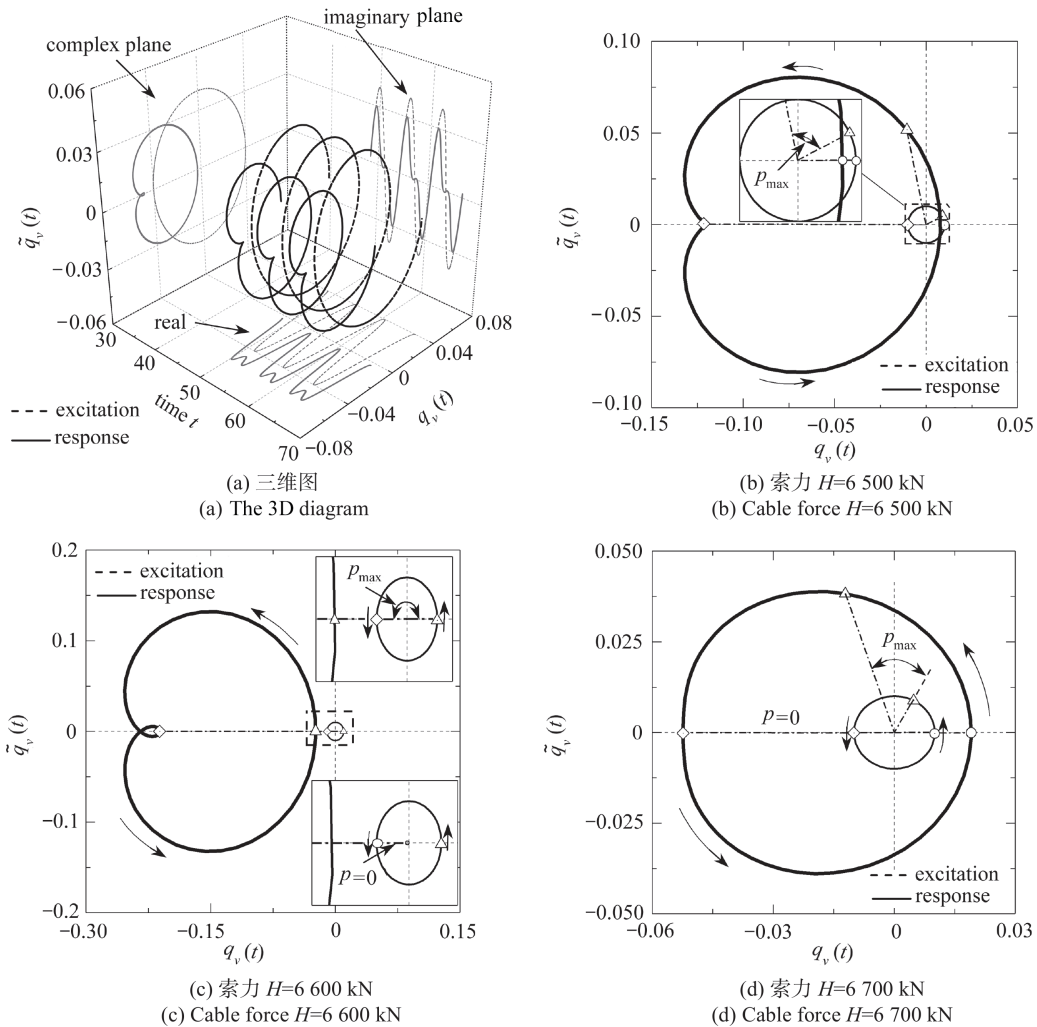 complex plane
imaginary plane
0.06
0.03
0
−0.03
−0.06
q̃ᵥ (t)
real
30
40
50
60
70
time t
−0.08
−0.04
0
0.04
0.08
qᵥ (t)
excitation
response
(a) 三维图
(a) The 3D diagram
0.10
0.05
0
−0.05
−0.10
q̃ᵥ (t)
pmax
excitation
response
−0.15
−0.10
−0.05
0
0.05
qᵥ (t)
(b) 索力 H=6 500 kN
(b) Cable force H=6 500 kN
0.2
0.1
0
−0.1
−0.2
q̃ᵥ (t)
excitation
response
pmax
p=0
−0.30
−0.15
0
0.15
qᵥ (t)
(c) 索力 H=6 600 kN
(c) Cable force H=6 600 kN
0.050
0.025
0
−0.025
−0.050
q̃ᵥ (t)
pmax
p=0
excitation
response
−0.06
−0.03
0
0.03
qᵥ (t)
(d) 索力 H=6 700 kN
(d) Cable force H=6 700 kN